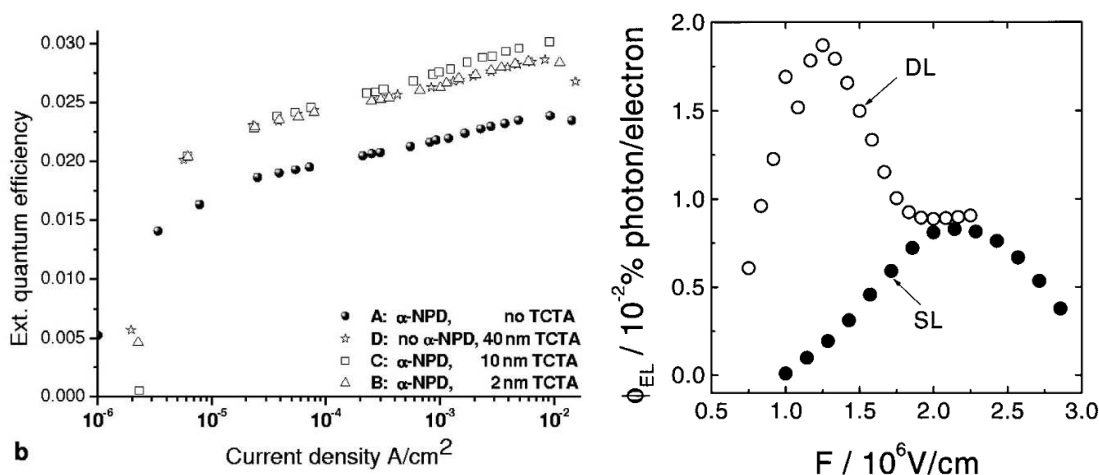 Ext. quantum efficiency
0.030
0.025
0.020
0.015
0.010
0.005
0.000
A: α-NPD, no TCTA
D: no α-NPD, 40 nm TCTA
C: α-NPD, 10 nm TCTA
B: α-NPD, 2 nm TCTA
10⁻⁶ 10⁻⁵ 10⁻⁴ 10⁻³ 10⁻²
b Current density A/cm²
ϕEL / 10⁻²% photon/electron
2.0
1.5
1.0
0.5
0.0
DL
SL
0.5 1.0 1.5 2.0 2.5 3.0
F / 10⁶V/cm